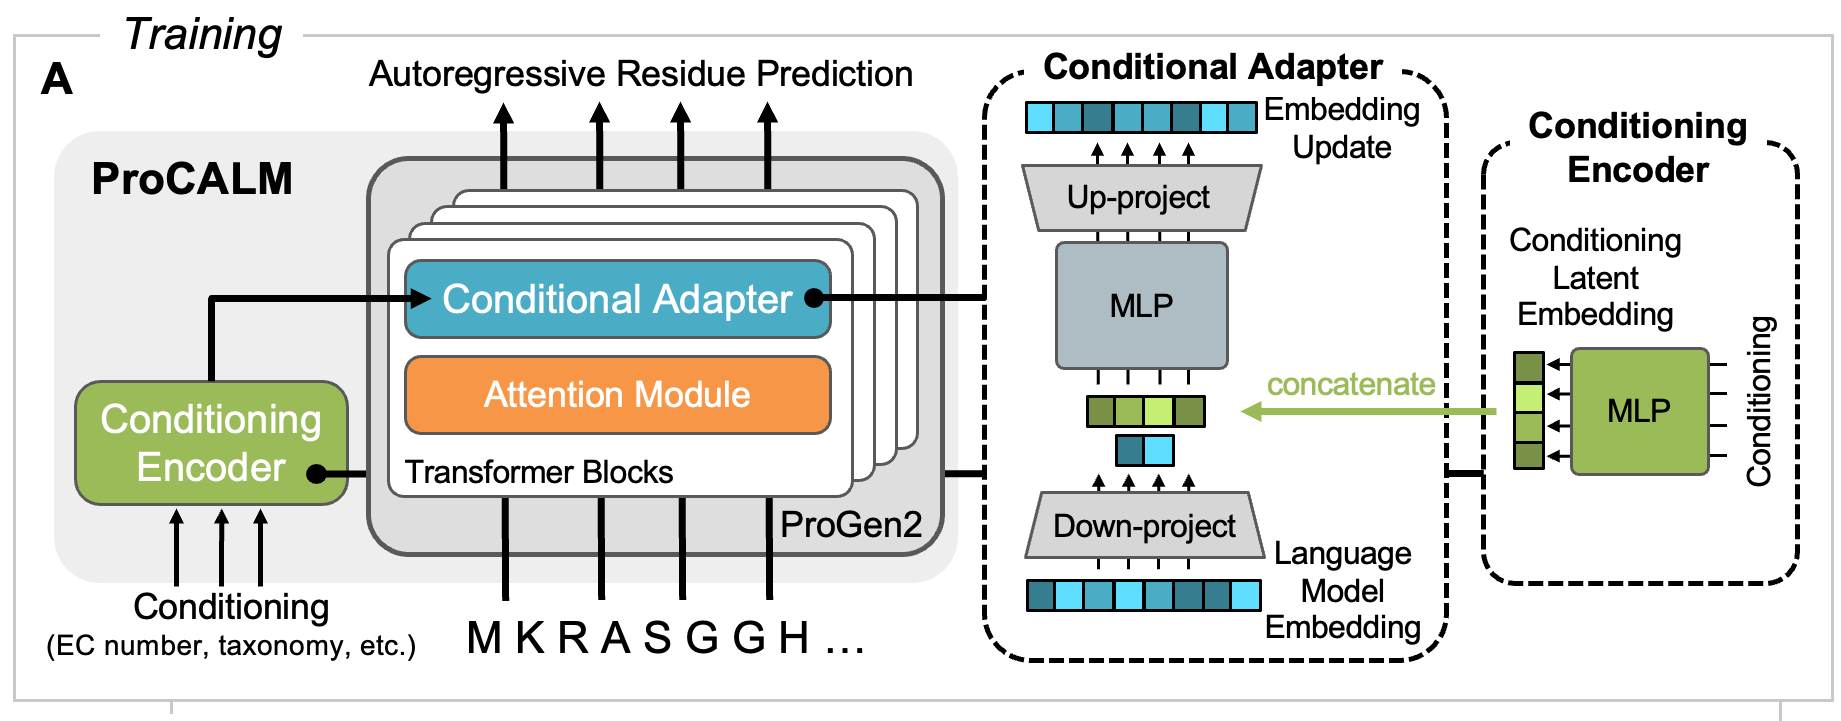 Training
A
Autoregressive Residue Prediction
ProCALM
Conditional Adapter
Attention Module
Transformer Blocks
ProGen2
Conditioning
Encoder
Conditioning
(EC number, taxonomy, etc.)
M K R A S G G H ...
Conditional Adapter
Embedding
Update
Up-project
MLP
concatenate
Down-project
Language
Model
Embedding
Conditioning
Encoder
Conditioning
Latent
Embedding
MLP
Conditioning